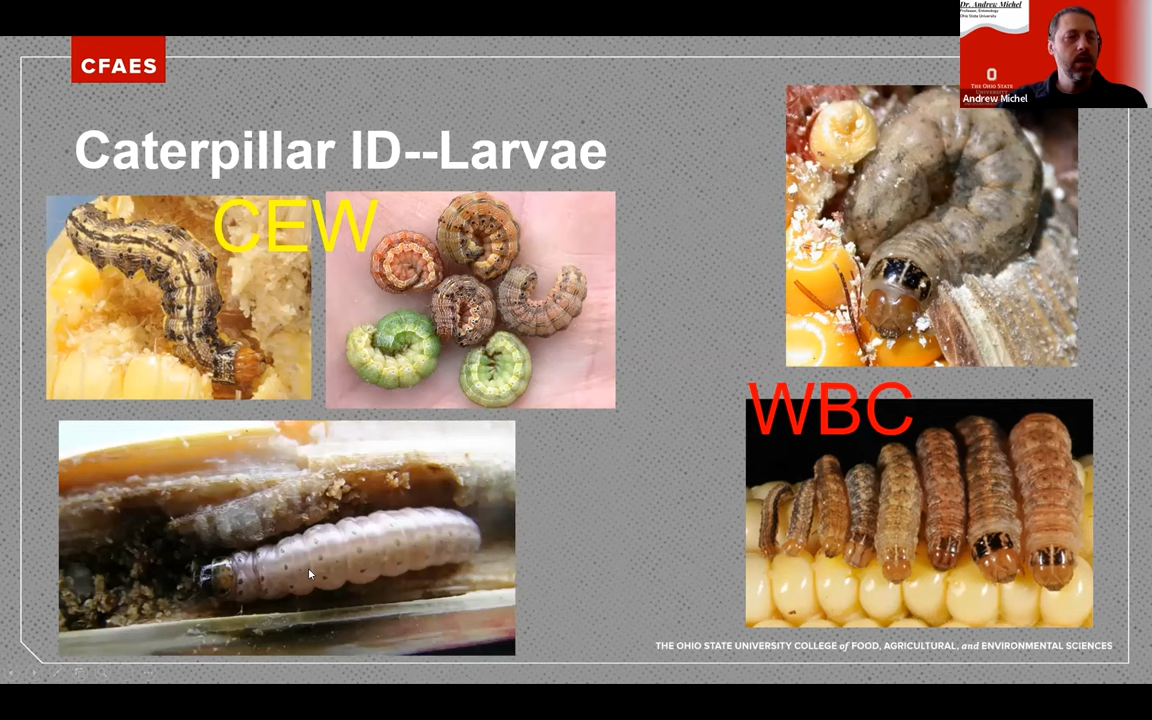 Dr. Andrew Michel
Professor, Entomology
Ohio State University
CFAES
THE OHIO STATE
UNIVERSITY
Andrew Michel
Caterpillar ID--Larvae
CEW
WBC
THE OHIO STATE UNIVERSITY COLLEGE of FOOD, AGRICULTURAL, and ENVIRONMENTAL SCIENCES